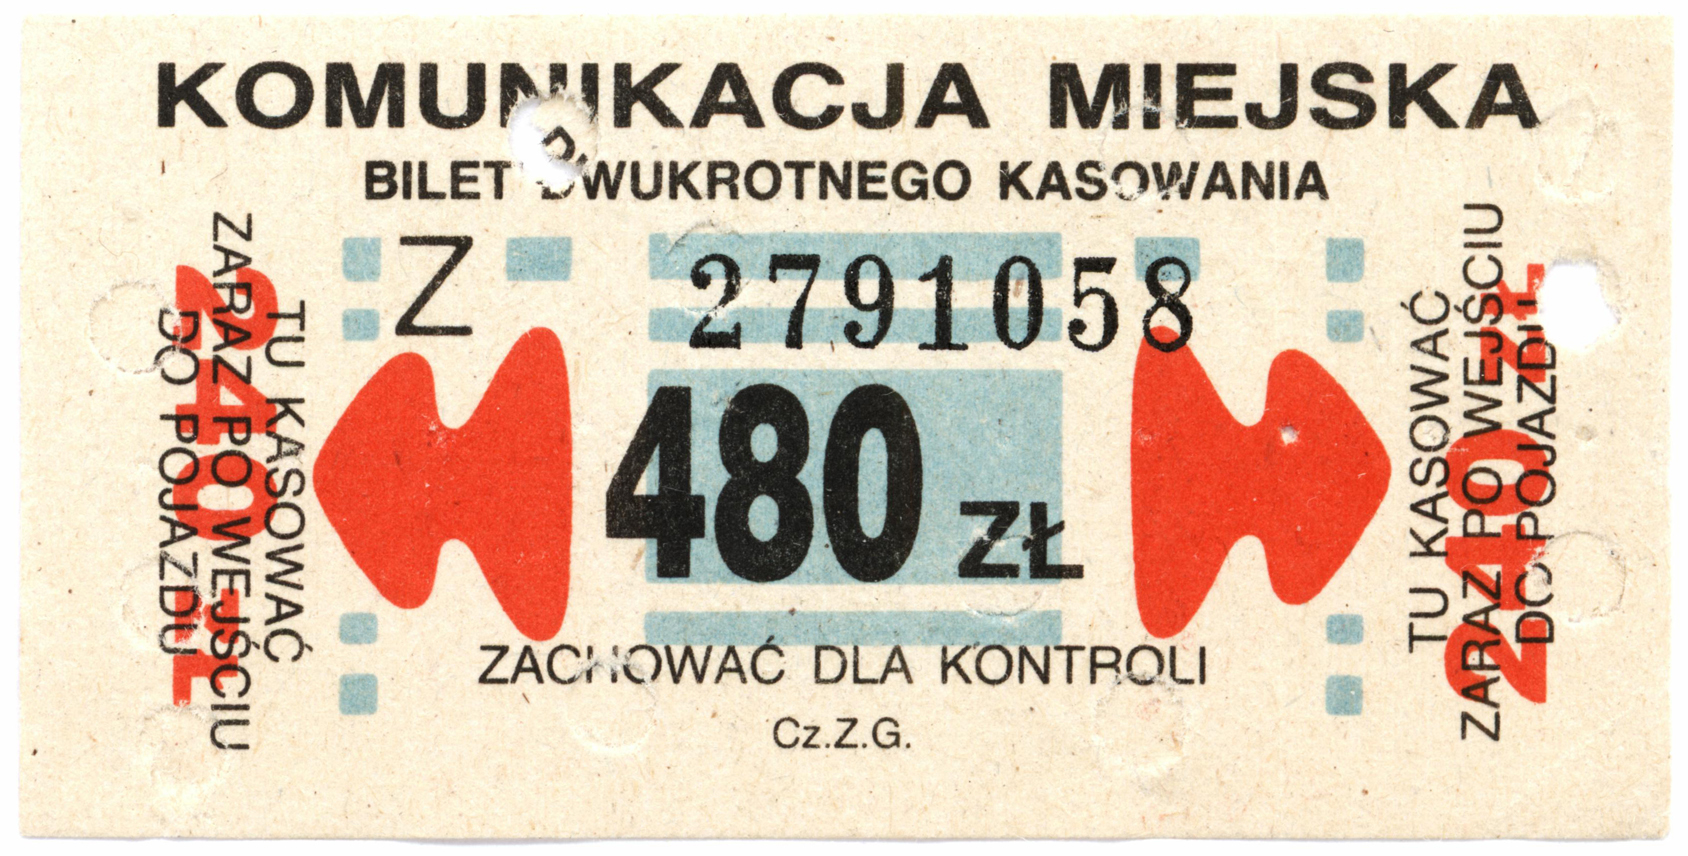 KOMUNIKACJA MIEJSKA
BILET DWUKROTNEGO KASOWANIA
Z 2791058
480 ZŁ
ZACHOWAĆ DLA KONTROLI
Cz.Z.G.
TU KASOWAĆ
ZARAZ PO WEJŚCIU
DO POJAZDU
240 zł
TU KASOWAĆ
ZARAZ PO WEJŚCIU
DO POJAZDU
240 zł